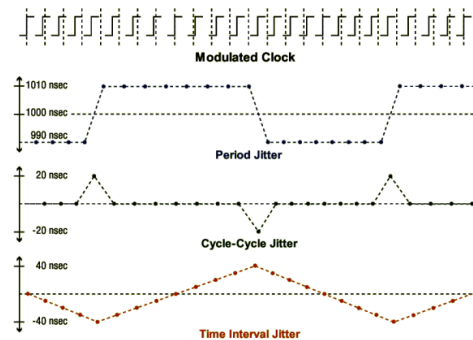 Modulated Clock
1010 nsec
1000 nsec
990 nsec
Period Jitter
20 nsec
-20 nsec
Cycle-Cycle Jitter
40 nsec
-40 nsec
Time Interval Jitter